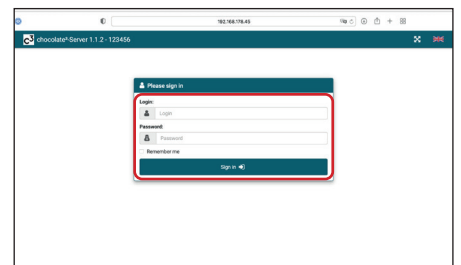 192.168.178.45
chocolate³-Server 1.1.2 - 123456
Please sign in
Login:
Login
Password:
Password
Remember me
Sign in